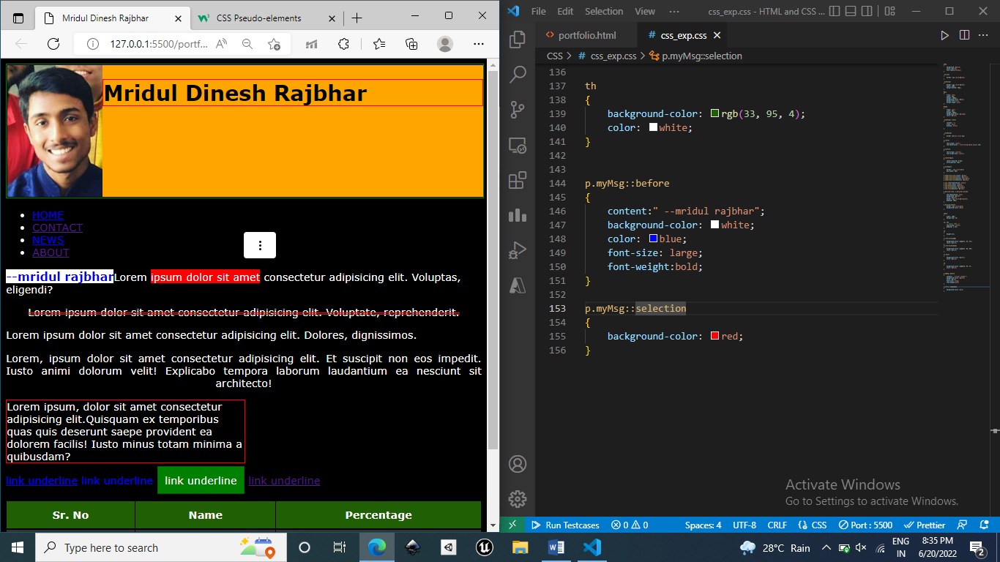 Mridul Dinesh Rajbhar
CSS Pseudo-elements
127.0.0.1:5500/portf...
Mridul Dinesh Rajbhar
HOME
CONTACT
NEWS
ABOUT
--mridul rajbharLorem ipsum dolor sit amet consectetur adipisicing elit. Voluptas,
eligendi?
Lorem ipsum dolor sit amet consectetur adipisicing elit. Voluptate, reprehenderit.
Lorem ipsum dolor sit amet consectetur adipisicing elit. Dolores, dignissimos.
Lorem, ipsum dolor sit amet consectetur adipisicing elit. Et suscipit non eos impedit.
Iusto animi dolorum velit! Explicabo tempora laborum laudantium ea nesciunt sit
architecto!
Lorem ipsum, dolor sit amet consectetur
adipisicing elit.Quisquam ex temporibus
quas quis deserunt saepe provident ea
dolorem facilis! Iusto minus totam minima a
quibusdam?
link underline link underline link underline link underline
Sr. No Name Percentage
File Edit Selection View ... css_exp.css - HTML and CSS ...
portfolio.html css_exp.css
CSS > # css_exp.css > p.myMsg::selection
136
137 th
138 {
139 background-color: rgb(33, 95, 4);
140 color: white;
141 }
142
143
144 p.myMsg::before
145 {
146 content:" --mridul rajbhar";
147 background-color: white;
148 color: blue;
149 font-size: large;
150 font-weight:bold;
151 }
152
153 p.myMsg::selection
154 {
155 background-color: red;
156 }
Activate Windows
Go to Settings to activate Windows.
Run Testcases 0 0 Spaces: 4 UTF-8 CRLF CSS Port : 5500 Prettier
Type here to search
28°C Rain
ENG
IN
8:35 PM
6/20/2022
2